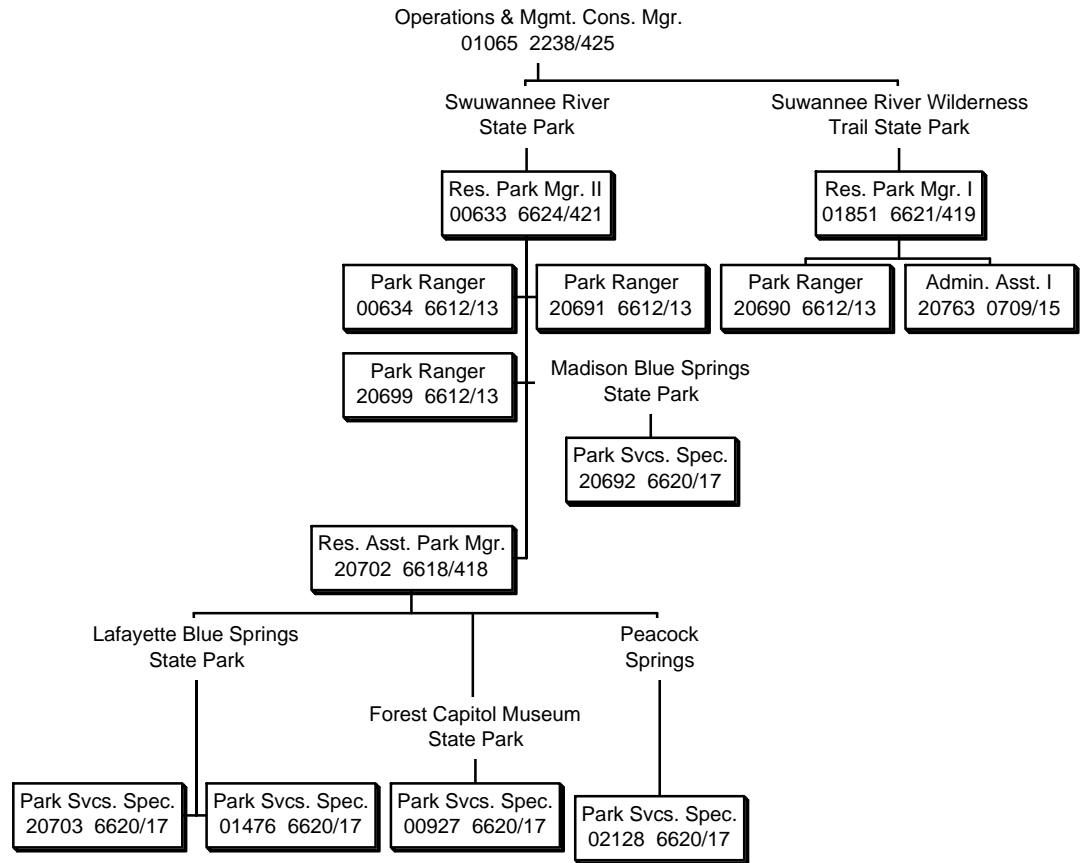 Operations & Mgmt. Cons. Mgr.
01065 2238/425
Swuwannee River
State Park
Suwannee River Wilderness
Trail State Park
Res. Park Mgr. II
00633 6624/421
Res. Park Mgr. I
01851 6621/419
Park Ranger
00634 6612/13
Park Ranger
20691 6612/13
Park Ranger
20690 6612/13
Admin. Asst. I
20763 0709/15
Park Ranger
20699 6612/13
Madison Blue Springs
State Park
Park Svcs. Spec.
20692 6620/17
Res. Asst. Park Mgr.
20702 6618/418
Lafayette Blue Springs
State Park
Peacock
Springs
Forest Capitol Museum
State Park
Park Svcs. Spec.
20703 6620/17
Park Svcs. Spec.
01476 6620/17
Park Svcs. Spec.
00927 6620/17
Park Svcs. Spec.
02128 6620/17